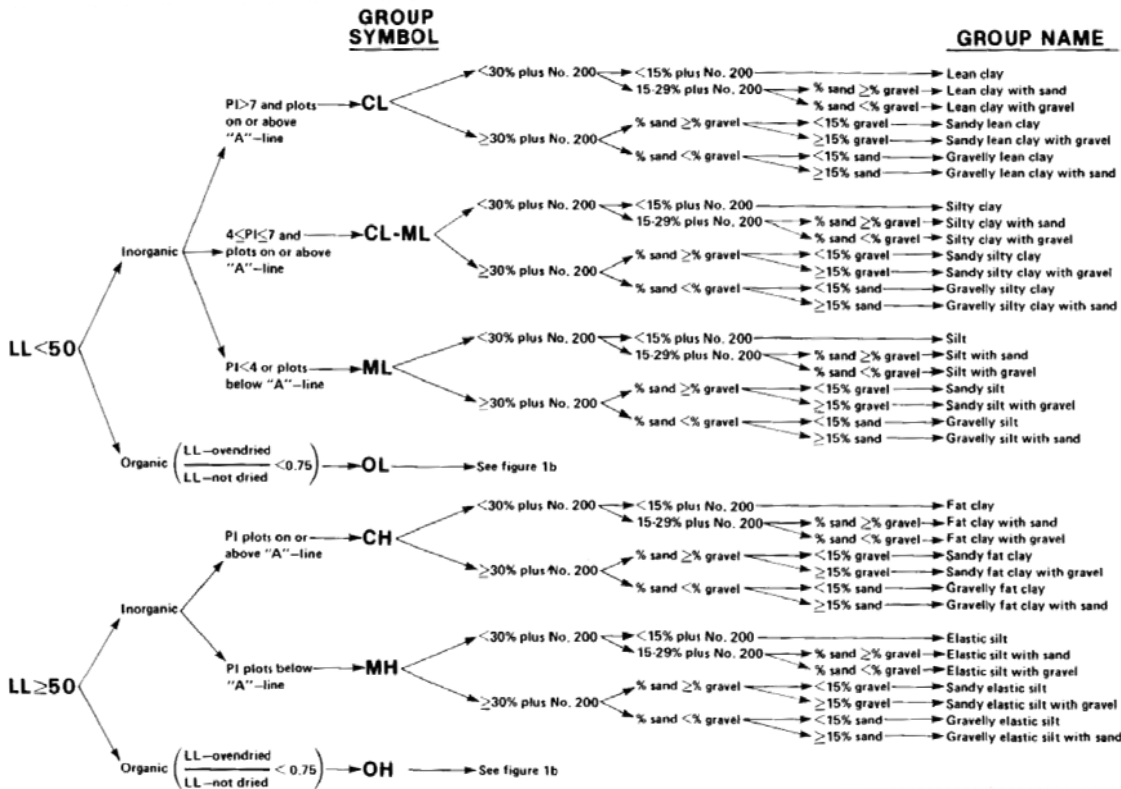 GROUP SYMBOL
GROUP NAME
LL<50
Inorganic
PI>7 and plots
on or above
"A"–line
CL
<30% plus No. 200
<15% plus No. 200
Lean clay
15-29% plus No. 200
% sand ≥% gravel
Lean clay with sand
% sand <% gravel
Lean clay with gravel
≥30% plus No. 200
% sand ≥% gravel
<15% gravel
Sandy lean clay
≥15% gravel
Sandy lean clay with gravel
% sand <% gravel
<15% sand
Gravelly lean clay
≥15% sand
Gravelly lean clay with sand
4≤PI≤7 and
plots on or above
"A"–line
CL-ML
<30% plus No. 200
<15% plus No. 200
Silty clay
15-29% plus No. 200
% sand ≥% gravel
Silty clay with sand
% sand <% gravel
Silty clay with gravel
≥30% plus No. 200
% sand ≥% gravel
<15% gravel
Sandy silty clay
≥15% gravel
Sandy silty clay with gravel
% sand <% gravel
<15% sand
Gravelly silty clay
≥15% sand
Gravelly silty clay with sand
PI<4 or plots
below "A"–line
ML
<30% plus No. 200
<15% plus No. 200
Silt
15-29% plus No. 200
% sand ≥% gravel
Silt with sand
% sand <% gravel
Silt with gravel
≥30% plus No. 200
% sand ≥% gravel
<15% gravel
Sandy silt
≥15% gravel
Sandy silt with gravel
% sand <% gravel
<15% sand
Gravelly silt
≥15% sand
Gravelly silt with sand
Organic (LL–ovendried / LL–not dried <0.75)
OL
See figure 1b
LL≥50
Inorganic
PI plots on or
above "A"–line
CH
<30% plus No. 200
<15% plus No. 200
Fat clay
15-29% plus No. 200
% sand ≥% gravel
Fat clay with sand
% sand <% gravel
Fat clay with gravel
≥30% plus No. 200
% sand ≥% gravel
<15% gravel
Sandy fat clay
≥15% gravel
Sandy fat clay with gravel
% sand <% gravel
<15% sand
Gravelly fat clay
≥15% sand
Gravelly fat clay with sand
PI plots below
"A"–line
MH
<30% plus No. 200
<15% plus No. 200
Elastic silt
15-29% plus No. 200
% sand ≥% gravel
Elastic silt with sand
% sand <% gravel
Elastic silt with gravel
≥30% plus No. 200
% sand ≥% gravel
<15% gravel
Sandy elastic silt
≥15% gravel
Sandy elastic silt with gravel
% sand <% gravel
<15% sand
Gravelly elastic silt
≥15% sand
Gravelly elastic silt with sand
Organic (LL–ovendried / LL–not dried < 0.75)
OH
See figure 1b